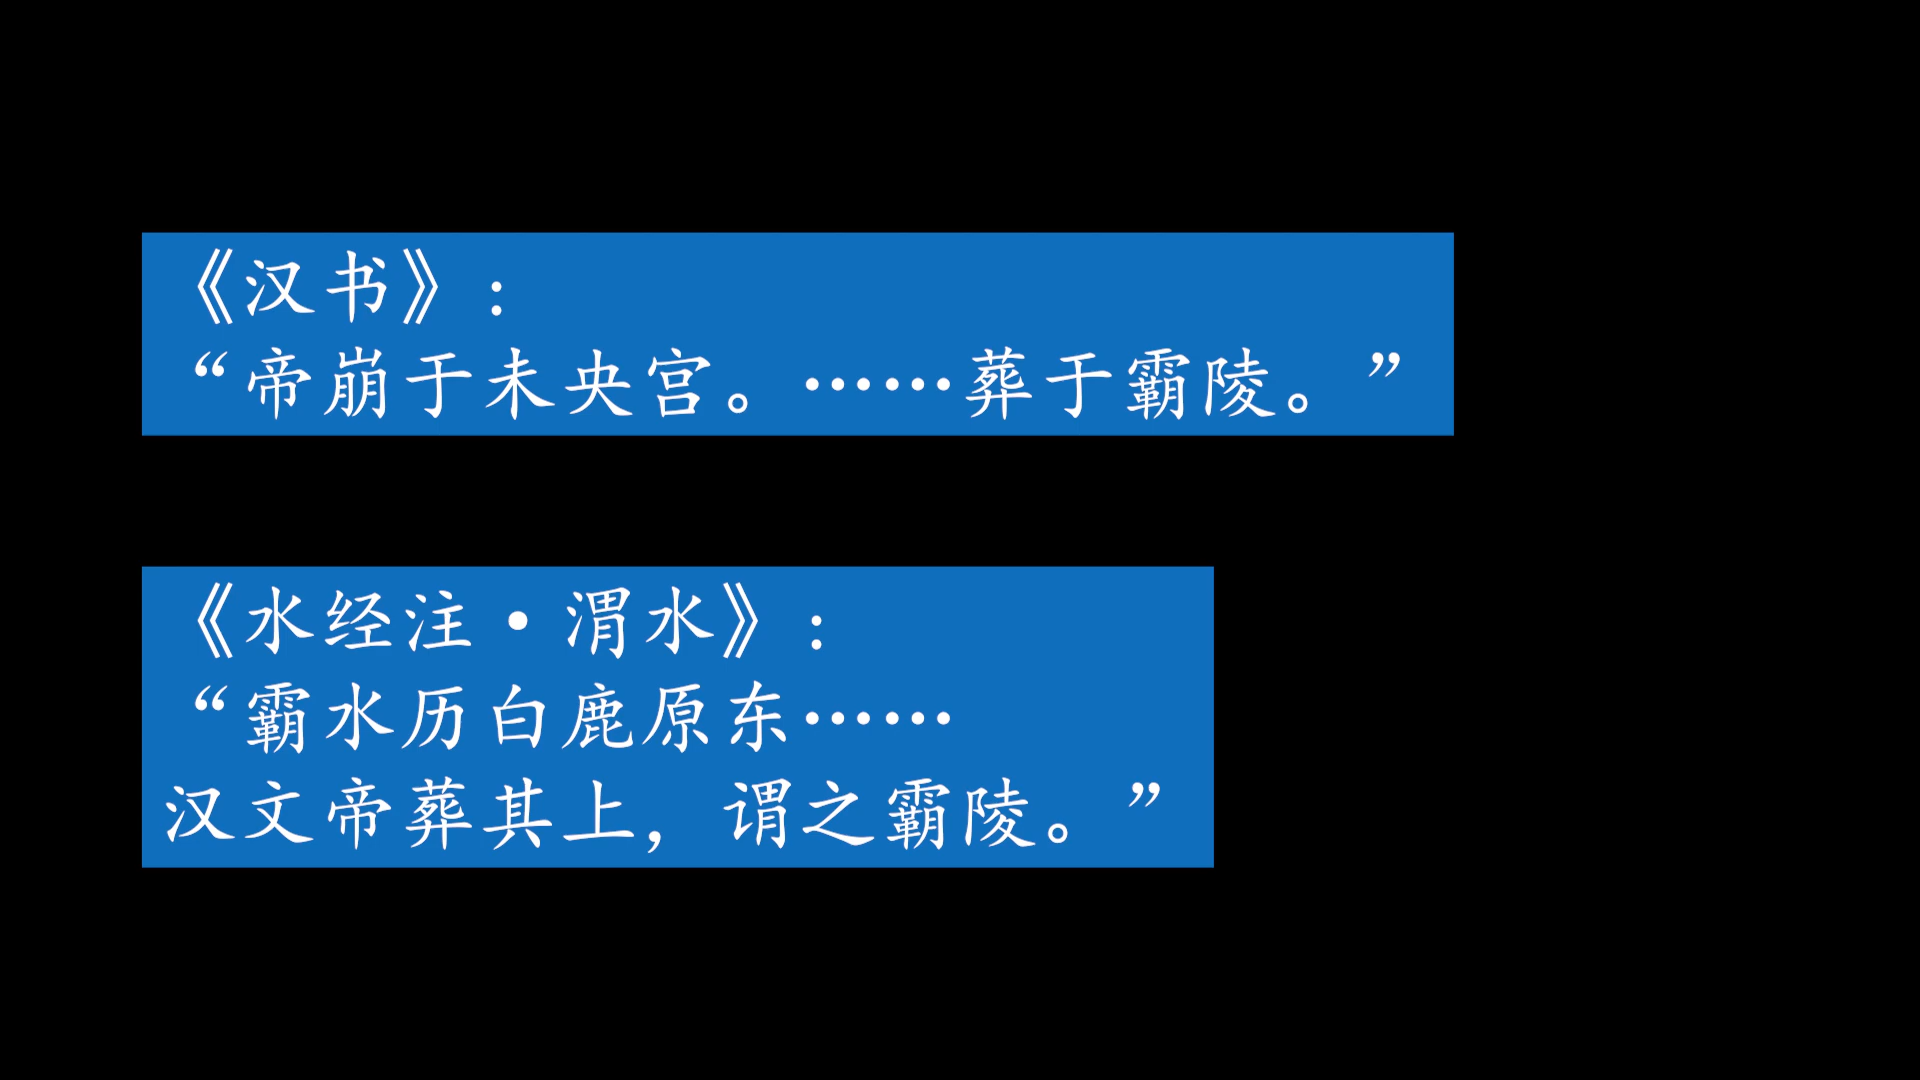 《汉书》:
“帝崩于未央宫。……葬于霸陵。”
《水经注·渭水》:
“霸水历白鹿原东……
汉文帝葬其上，谓之霸陵。”